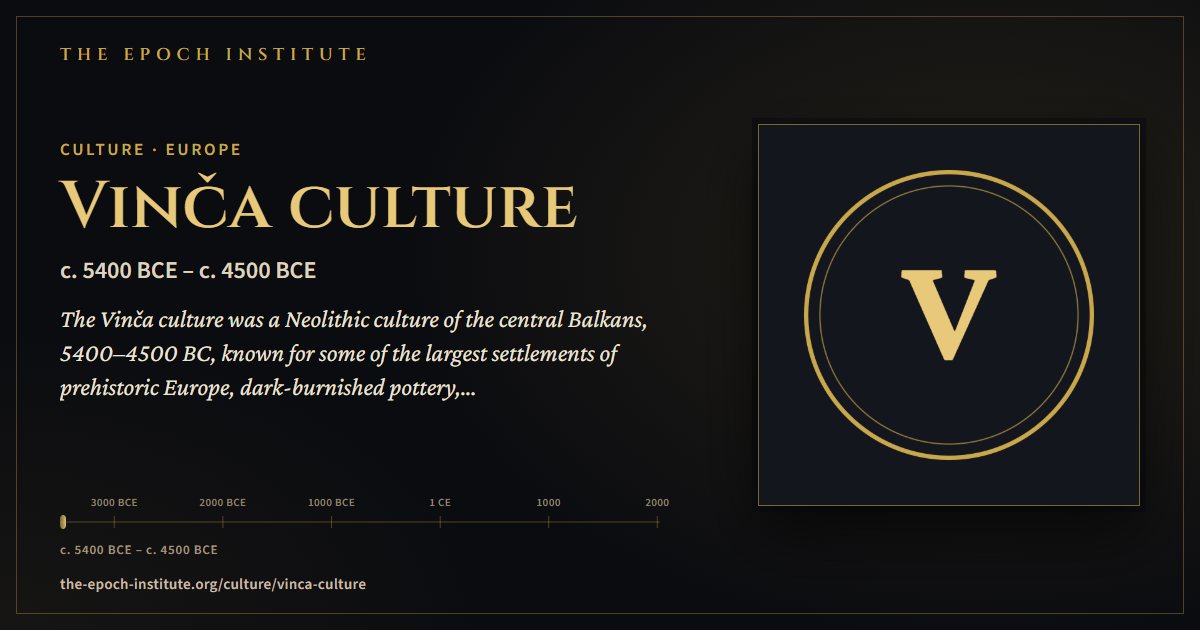 THE EPOCH INSTITUTE
CULTURE · EUROPE
VINČA CULTURE
c. 5400 BCE – c. 4500 BCE
The Vinča culture was a Neolithic culture of the central Balkans,
5400–4500 BC, known for some of the largest settlements of
prehistoric Europe, dark-burnished pottery,...
V
3000 BCE 2000 BCE 1000 BCE 1 CE 1000 2000
c. 5400 BCE – c. 4500 BCE
the-epoch-institute.org/culture/vinca-culture